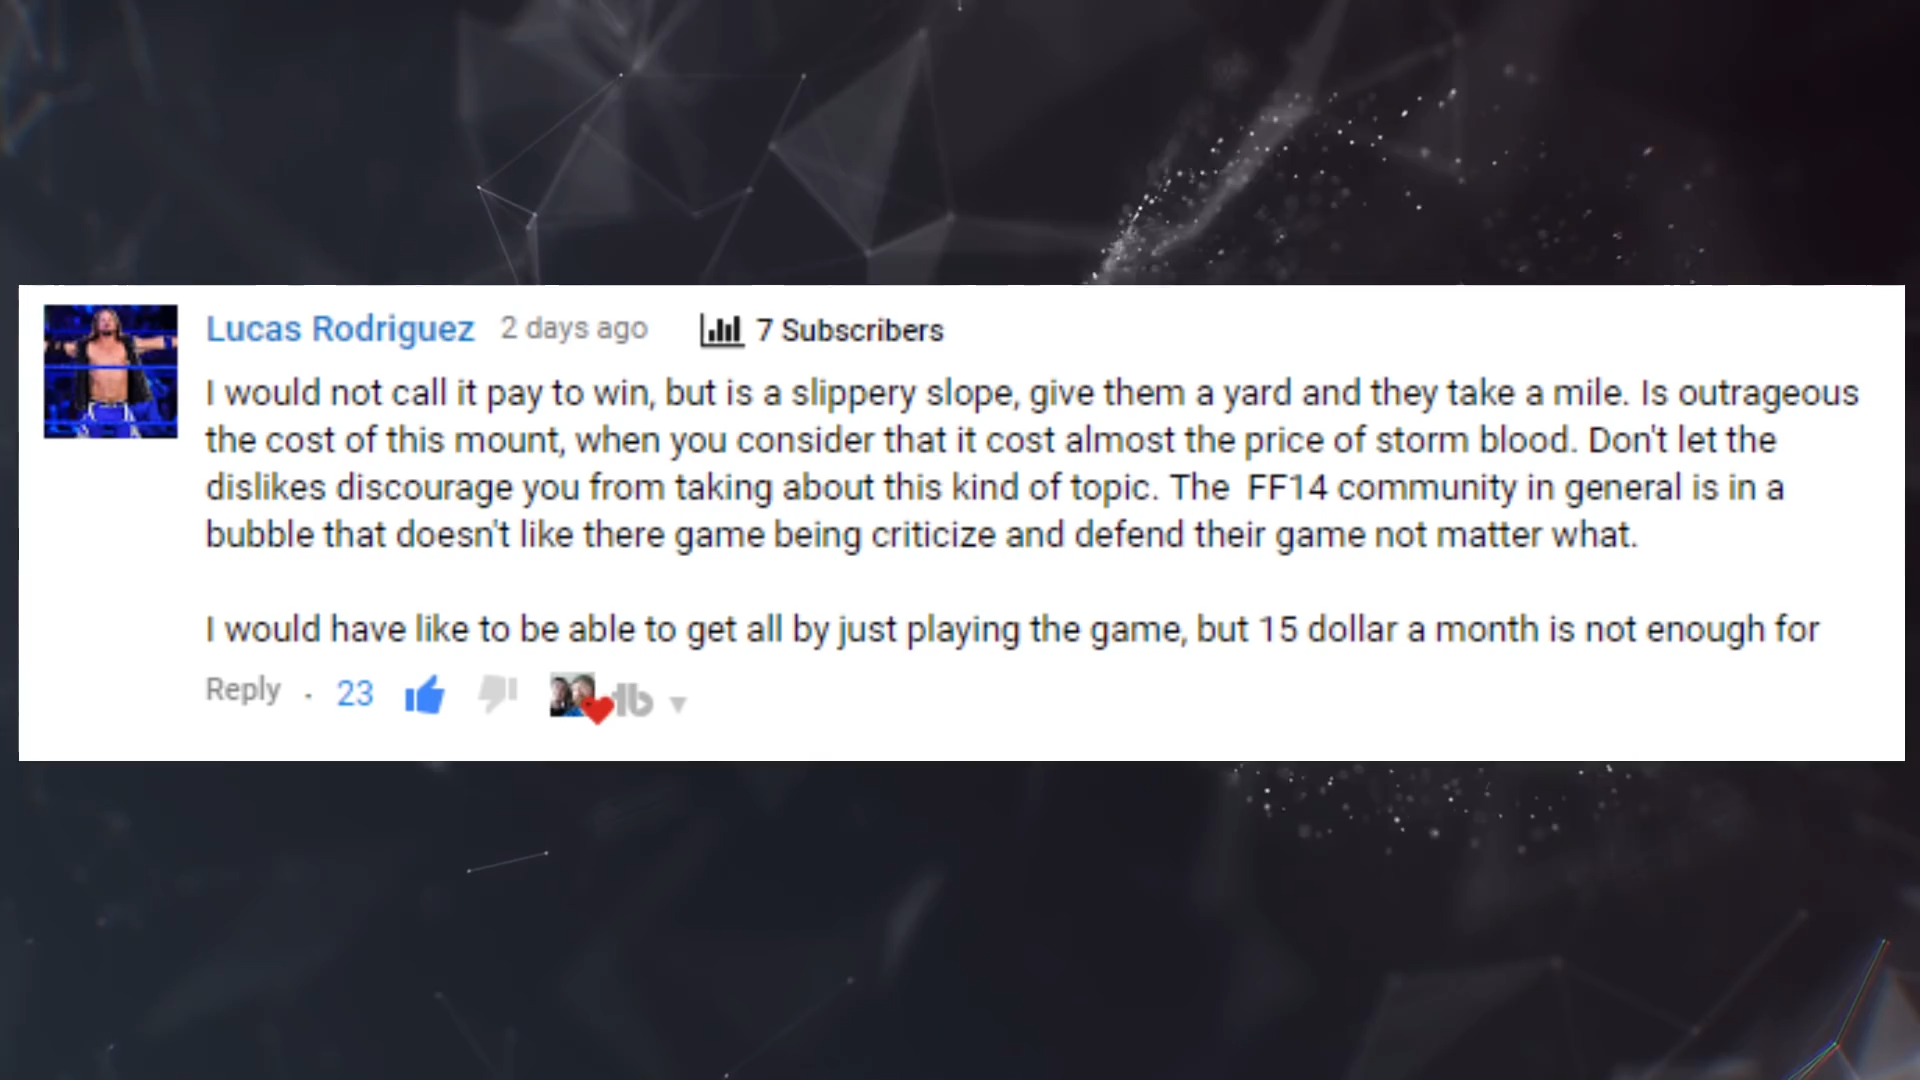 Lucas Rodriguez 2 days ago 7 Subscribers
I would not call it pay to win, but is a slippery slope, give them a yard and they take a mile. Is outrageous
the cost of this mount, when you consider that it cost almost the price of storm blood. Don't let the
dislikes discourage you from taking about this kind of topic. The  FF14 community in general is in a
bubble that doesn't like there game being criticize and defend their game not matter what.
I would have like to be able to get all by just playing the game, but 15 dollar a month is not enough for
Reply · 23 tb